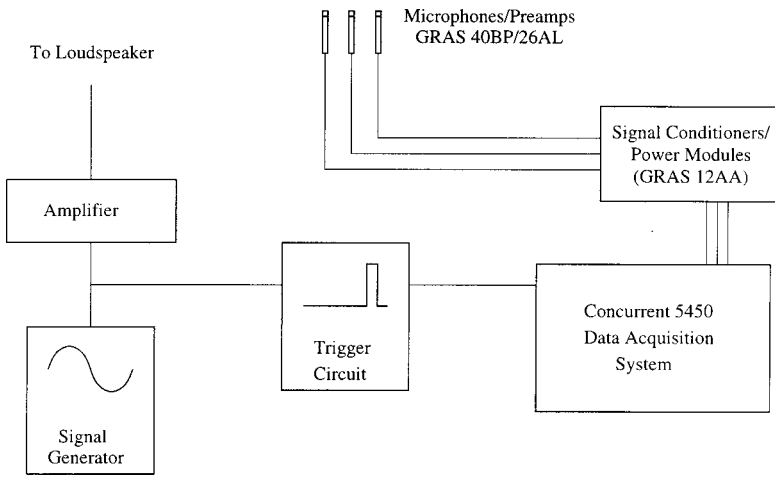 Microphones/Preamps
GRAS 40BP/26AL
To Loudspeaker
Signal Conditioners/
Power Modules
(GRAS 12AA)
Amplifier
Trigger
Circuit
Concurrent 5450
Data Acquisition
System
Signal
Generator